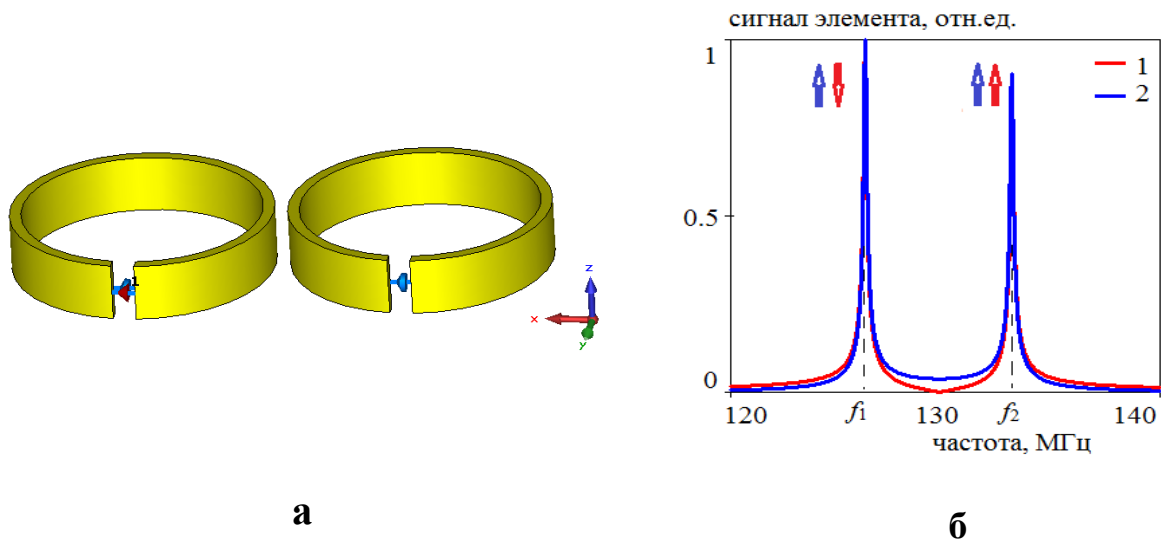 1
z
x
y
а
сигнал элемента, отн.ед.
1
0.5
0
1
2
120 f1 130 f2 140
частота, МГц
б